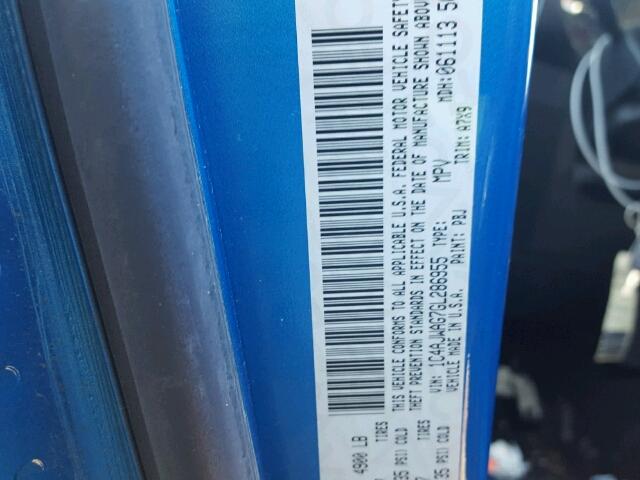 4900 LB
TIRES
35 PSI) COLD
THIS VEHICLE CONFORMS TO ALL APPLICABLE U.S.A. FEDERAL MOTOR VEHICLE SAFETY
THEFT PREVENTION STANDARDS IN EFFECT ON THE DATE OF MANUFACTURE SHOWN ABOVE
TIRES
35 PSI) COLD
VIN: 1C4AJWAG7GL286955 TYPE: MPV MDH: 061113
VEHICLE MADE IN U.S.A. PAINT: PBJ TRIM: A7X9